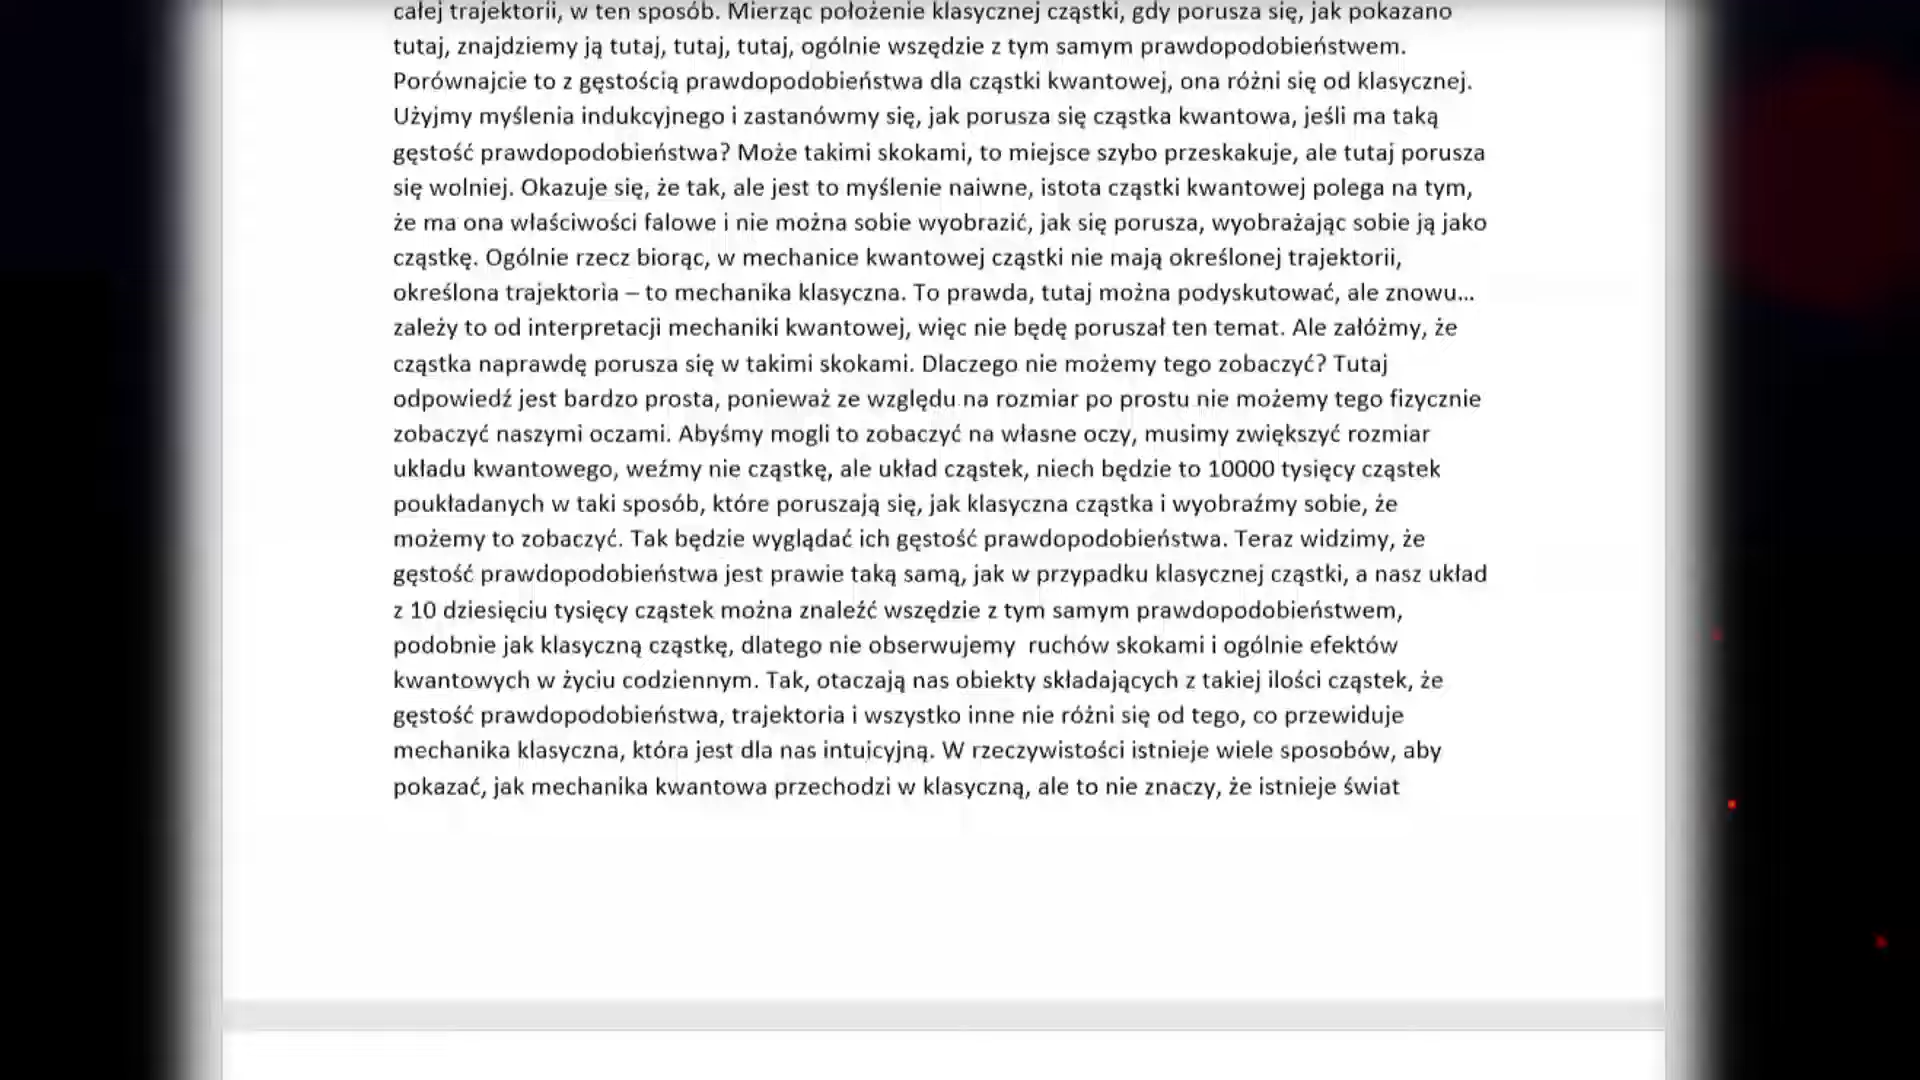 całej trajektorii, w ten sposób. Mierząc położenie klasycznej cząstki, gdy porusza się, jak pokazano
tutaj, znajdziemy ją tutaj, tutaj, tutaj, ogólnie wszędzie z tym samym prawdopodobieństwem.
Porównajcie to z gęstością prawdopodobieństwa dla cząstki kwantowej, ona różni się od klasycznej.
Użyjmy myślenia indukcyjnego i zastanówmy się, jak porusza się cząstka kwantowa, jeśli ma taką
gęstość prawdopodobieństwa? Może takimi skokami, to miejsce szybo przeskakuje, ale tutaj porusza
się wolniej. Okazuje się, że tak, ale jest to myślenie naiwne, istota cząstki kwantowej polega na tym,
że ma ona właściwości falowe i nie można sobie wyobrazić, jak się porusza, wyobrażając sobie ją jako
cząstkę. Ogólnie rzecz biorąc, w mechanice kwantowej cząstki nie mają określonej trajektorii,
określona trajektoria – to mechanika klasyczna. To prawda, tutaj można podyskutować, ale znowu...
zależy to od interpretacji mechaniki kwantowej, więc nie będę poruszał ten temat. Ale załóżmy, że
cząstka naprawdę porusza się w takimi skokami. Dlaczego nie możemy tego zobaczyć? Tutaj
odpowiedź jest bardzo prosta, ponieważ ze względu na rozmiar po prostu nie możemy tego fizycznie
zobaczyć naszymi oczami. Abyśmy mogli to zobaczyć na własne oczy, musimy zwiększyć rozmiar
układu kwantowego, weźmy nie cząstkę, ale układ cząstek, niech będzie to 10000 tysięcy cząstek
poukładanych w taki sposób, które poruszają się, jak klasyczna cząstka i wyobraźmy sobie, że
możemy to zobaczyć. Tak będzie wyglądać ich gęstość prawdopodobieństwa. Teraz widzimy, że
gęstość prawdopodobieństwa jest prawie taką samą, jak w przypadku klasycznej cząstki, a nasz układ
z 10 dziesięciu tysięcy cząstek można znaleźć wszędzie z tym samym prawdopodobieństwem,
podobnie jak klasyczną cząstkę, dlatego nie obserwujemy  ruchów skokami i ogólnie efektów
kwantowych w życiu codziennym. Tak, otaczają nas obiekty składających z takiej ilości cząstek, że
gęstość prawdopodobieństwa, trajektoria i wszystko inne nie różni się od tego, co przewiduje
mechanika klasyczna, która jest dla nas intuicyjną. W rzeczywistości istnieje wiele sposobów, aby
pokazać, jak mechanika kwantowa przechodzi w klasyczną, ale to nie znaczy, że istnieje świat